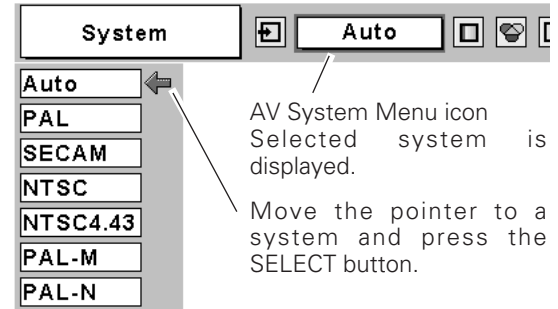 System
Auto
Auto
PAL
SECAM
NTSC
NTSC4.43
PAL-M
PAL-N
AV System Menu icon
Selected system is
displayed.
Move the pointer to a
system and press the
SELECT button.